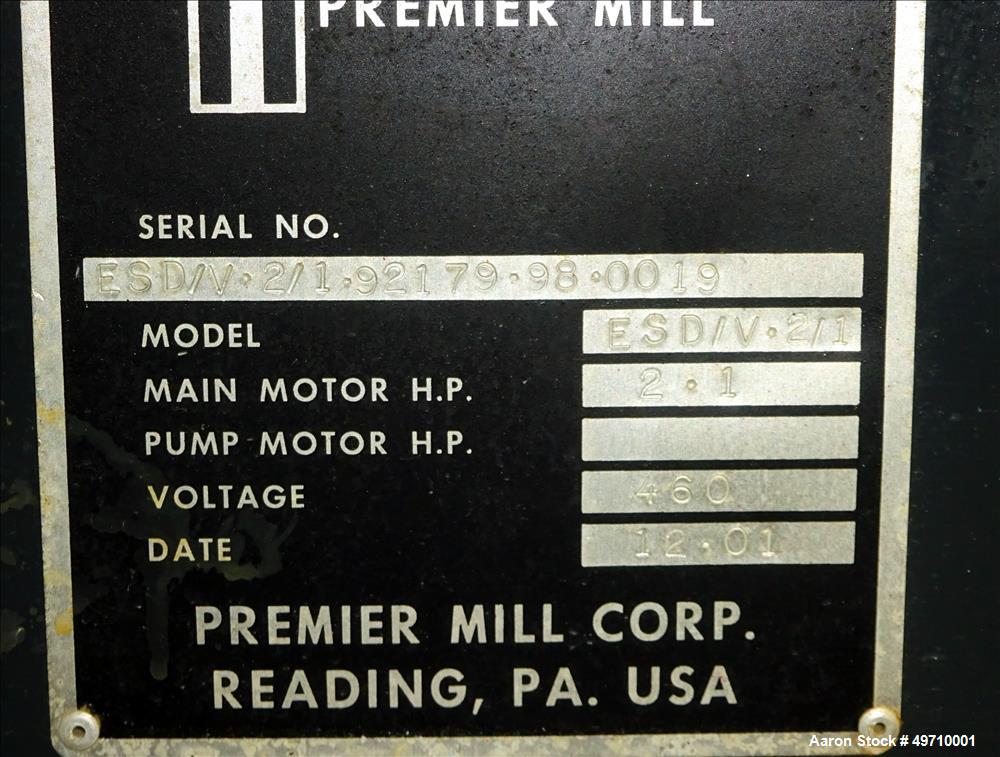 PREMIER MILL
SERIAL NO.
ESD/V·2/1·92179·98·0019
MODEL ESD/V·2/1
MAIN MOTOR H.P. 2·1
PUMP MOTOR H.P.
VOLTAGE 460
DATE 12·01
PREMIER MILL CORP.
READING, PA. USA
Aaron Stock # 49710001